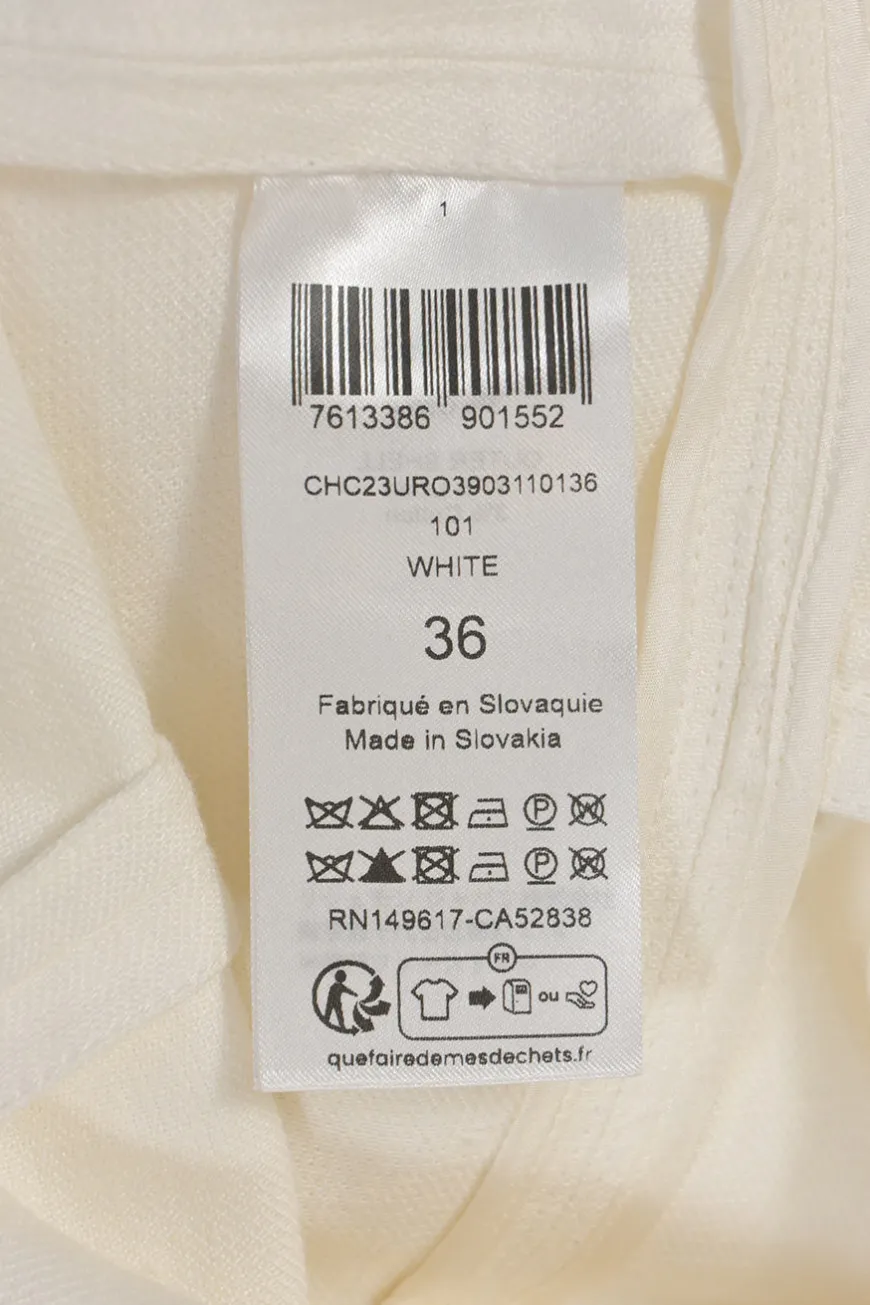 1
7613386 901552
CHC23URO3903110136
101
WHITE
36
Fabriqué en Slovaquie
Made in Slovakia
P W
P W
RN149617-CA52838
FR
ou
quefairedemesdechets.fr